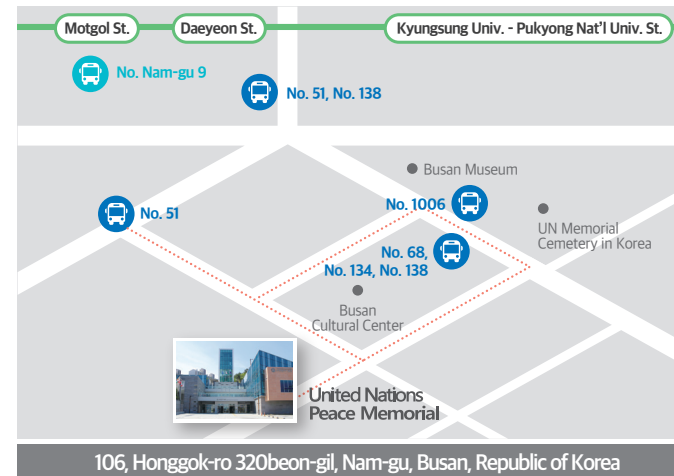 Motgol St.
Daeyeon St.
Kyungsung Univ. - Pukyong Nat'l Univ. St.
No. Nam-gu 9
No. 51, No. 138
Busan Museum
No. 1006
No. 51
UN Memorial
Cemetery in Korea
No. 68,
No. 134, No. 138
Busan
Cultural Center
United Nations
Peace Memorial
106, Honggok-ro 320beon-gil, Nam-gu, Busan, Republic of Korea